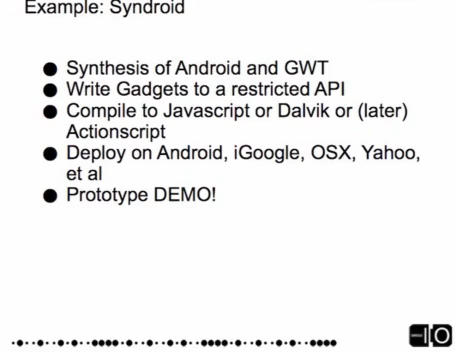 Example: Syndroid
● Synthesis of Android and GWT
● Write Gadgets to a restricted API
● Compile to Javascript or Dalvik or (later)
Actionscript
● Deploy on Android, iGoogle, OSX, Yahoo,
et al
● Prototype DEMO!
IO